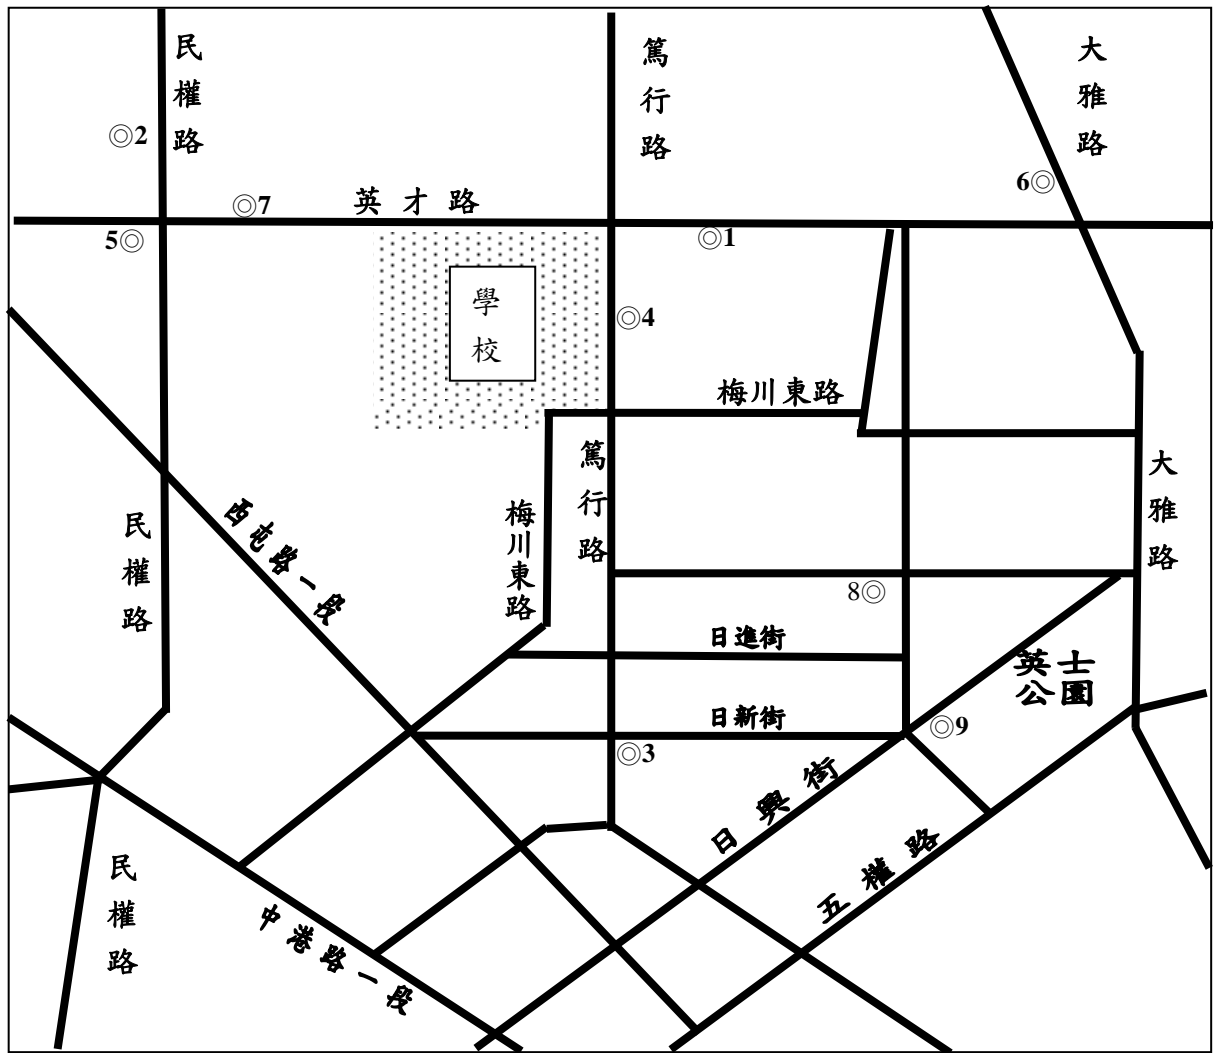 民權路
篤行路
大雅路
◎2
6◎
◎7
英才路
5◎
◎1
學校
◎4
梅川東路
篤行路
大雅路
西屯路一段
梅川東路
民權路
8◎
日進街
英士
公園
日新街
◎9
◎3
日興街
五權路
民權路
中港路一段